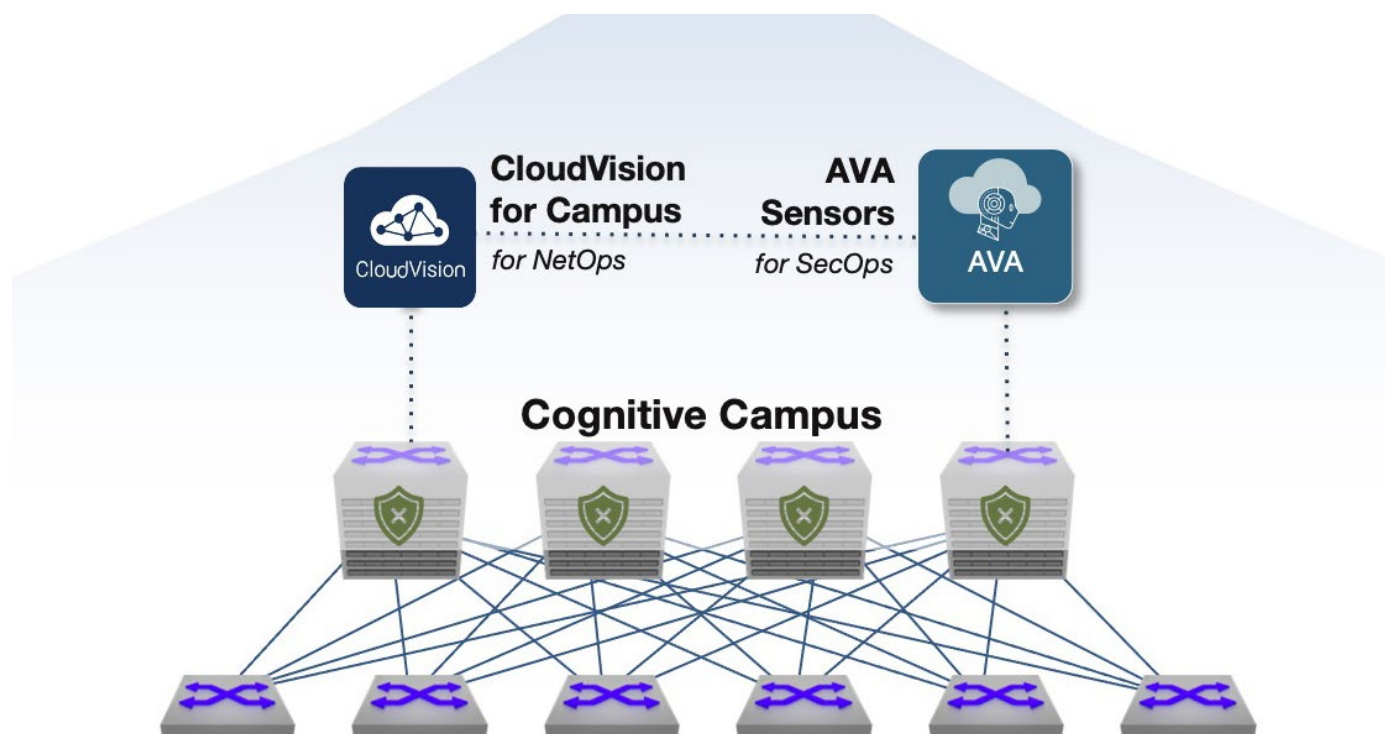 CloudVision
for Campus
for NetOps
AVA
Sensors
for SecOps
CloudVision
AVA
Cognitive Campus